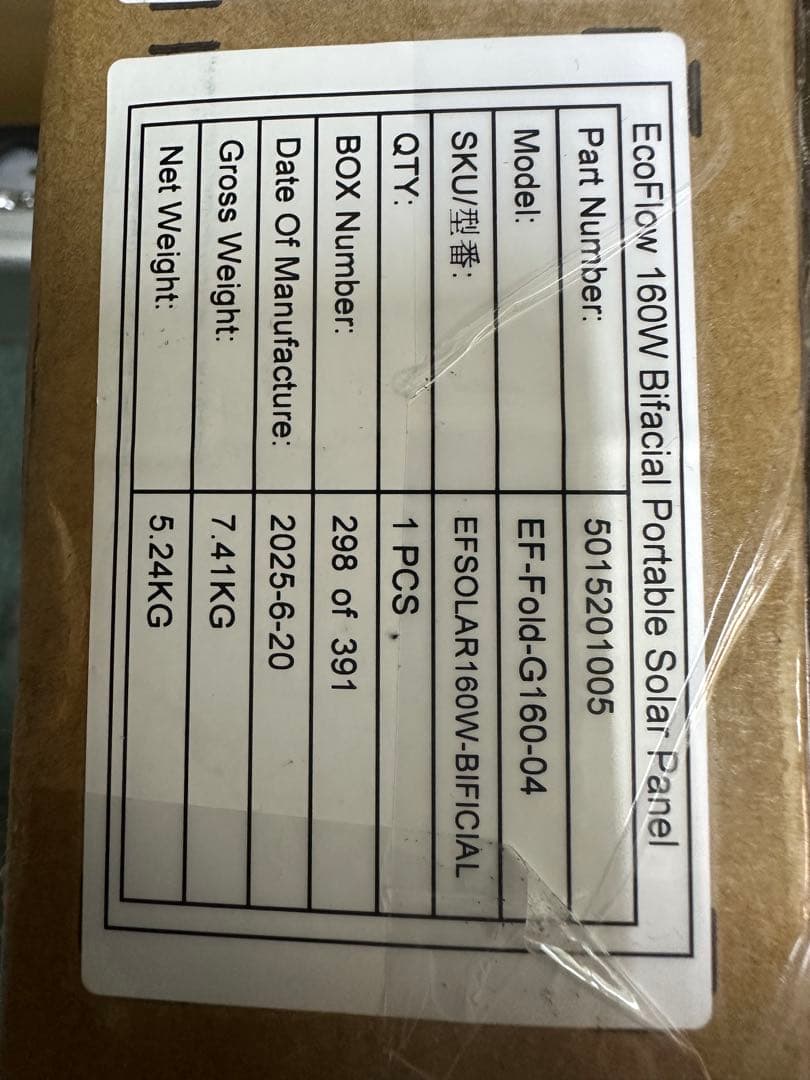 EcoFlow 160W Bifacial Portable Solar Panel
Part Number: 5015201005
Model: EF-Fold-G160-04
SKU/型番: EFSOLAR160W-BIFICIAL
QTY: 1 PCS
BOX Number: 298 of 391
Date Of Manufacture: 2025-6-20
Gross Weight: 7.41KG
Net Weight: 5.24KG